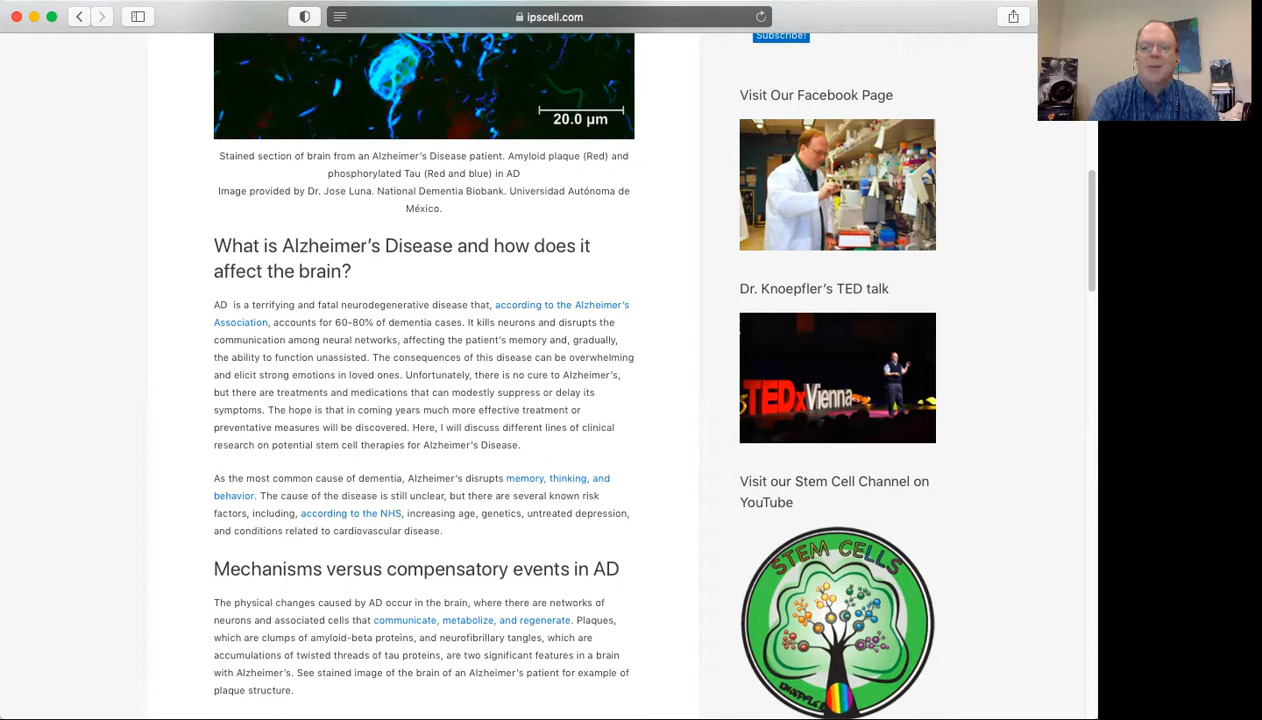 ipscell.com
Subscribe!
20.0 µm
Stained section of brain from an Alzheimer's Disease patient. Amyloid plaque (Red) and
phosphorylated Tau (Red and blue) in AD
Image provided by Dr. Jose Luna. National Dementia Biobank. Universidad Autónoma de
México.
What is Alzheimer's Disease and how does it
affect the brain?
AD is a terrifying and fatal neurodegenerative disease that, according to the Alzheimer's
Association, accounts for 60-80% of dementia cases. It kills neurons and disrupts the
communication among neural networks, affecting the patient's memory and, gradually,
the ability to function unassisted. The consequences of this disease can be overwhelming
and elicit strong emotions in loved ones. Unfortunately, there is no cure to Alzheimer's,
but there are treatments and medications that can modestly suppress or delay its
symptoms. The hope is that in coming years much more effective treatment or
preventative measures will be discovered. Here, I will discuss different lines of clinical
research on potential stem cell therapies for Alzheimer's Disease.
As the most common cause of dementia, Alzheimer's disrupts memory, thinking, and
behavior. The cause of the disease is still unclear, but there are several known risk
factors, including, according to the NHS, increasing age, genetics, untreated depression,
and conditions related to cardiovascular disease.
Mechanisms versus compensatory events in AD
The physical changes caused by AD occur in the brain, where there are networks of
neurons and associated cells that communicate, metabolize, and regenerate. Plaques,
which are clumps of amyloid-beta proteins, and neurofibrillary tangles, which are
accumulations of twisted threads of tau proteins, are two significant features in a brain
with Alzheimer's. See stained image of the brain of an Alzheimer's patient for example of
plaque structure.
Visit Our Facebook Page
Dr. Knoepfler's TED talk
TEDxVienna
Visit our Stem Cell Channel on
YouTube
STEM CELLS